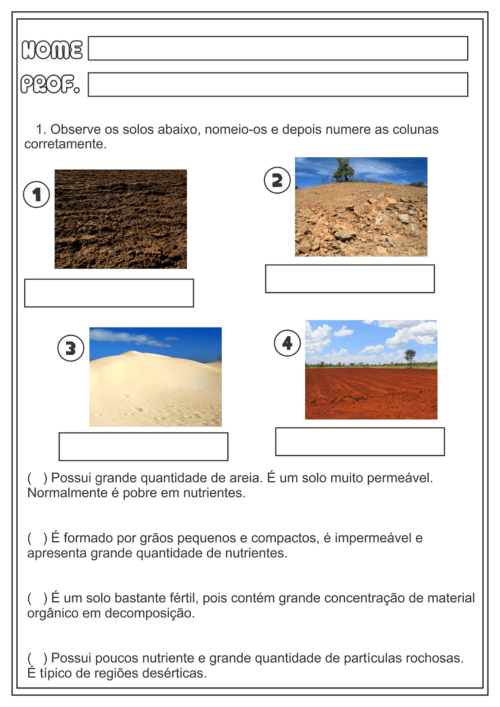 NOME
PROF.
1. Observe os solos abaixo, nomeio-os e depois numere as colunas
corretamente.
1
2
3
4
( ) Possui grande quantidade de areia. É um solo muito permeável.
Normalmente é pobre em nutrientes.
( ) É formado por grãos pequenos e compactos, é impermeável e
apresenta grande quantidade de nutrientes.
( ) É um solo bastante fértil, pois contém grande concentração de material
orgânico em decomposição.
( ) Possui poucos nutriente e grande quantidade de partículas rochosas.
É típico de regiões desérticas.